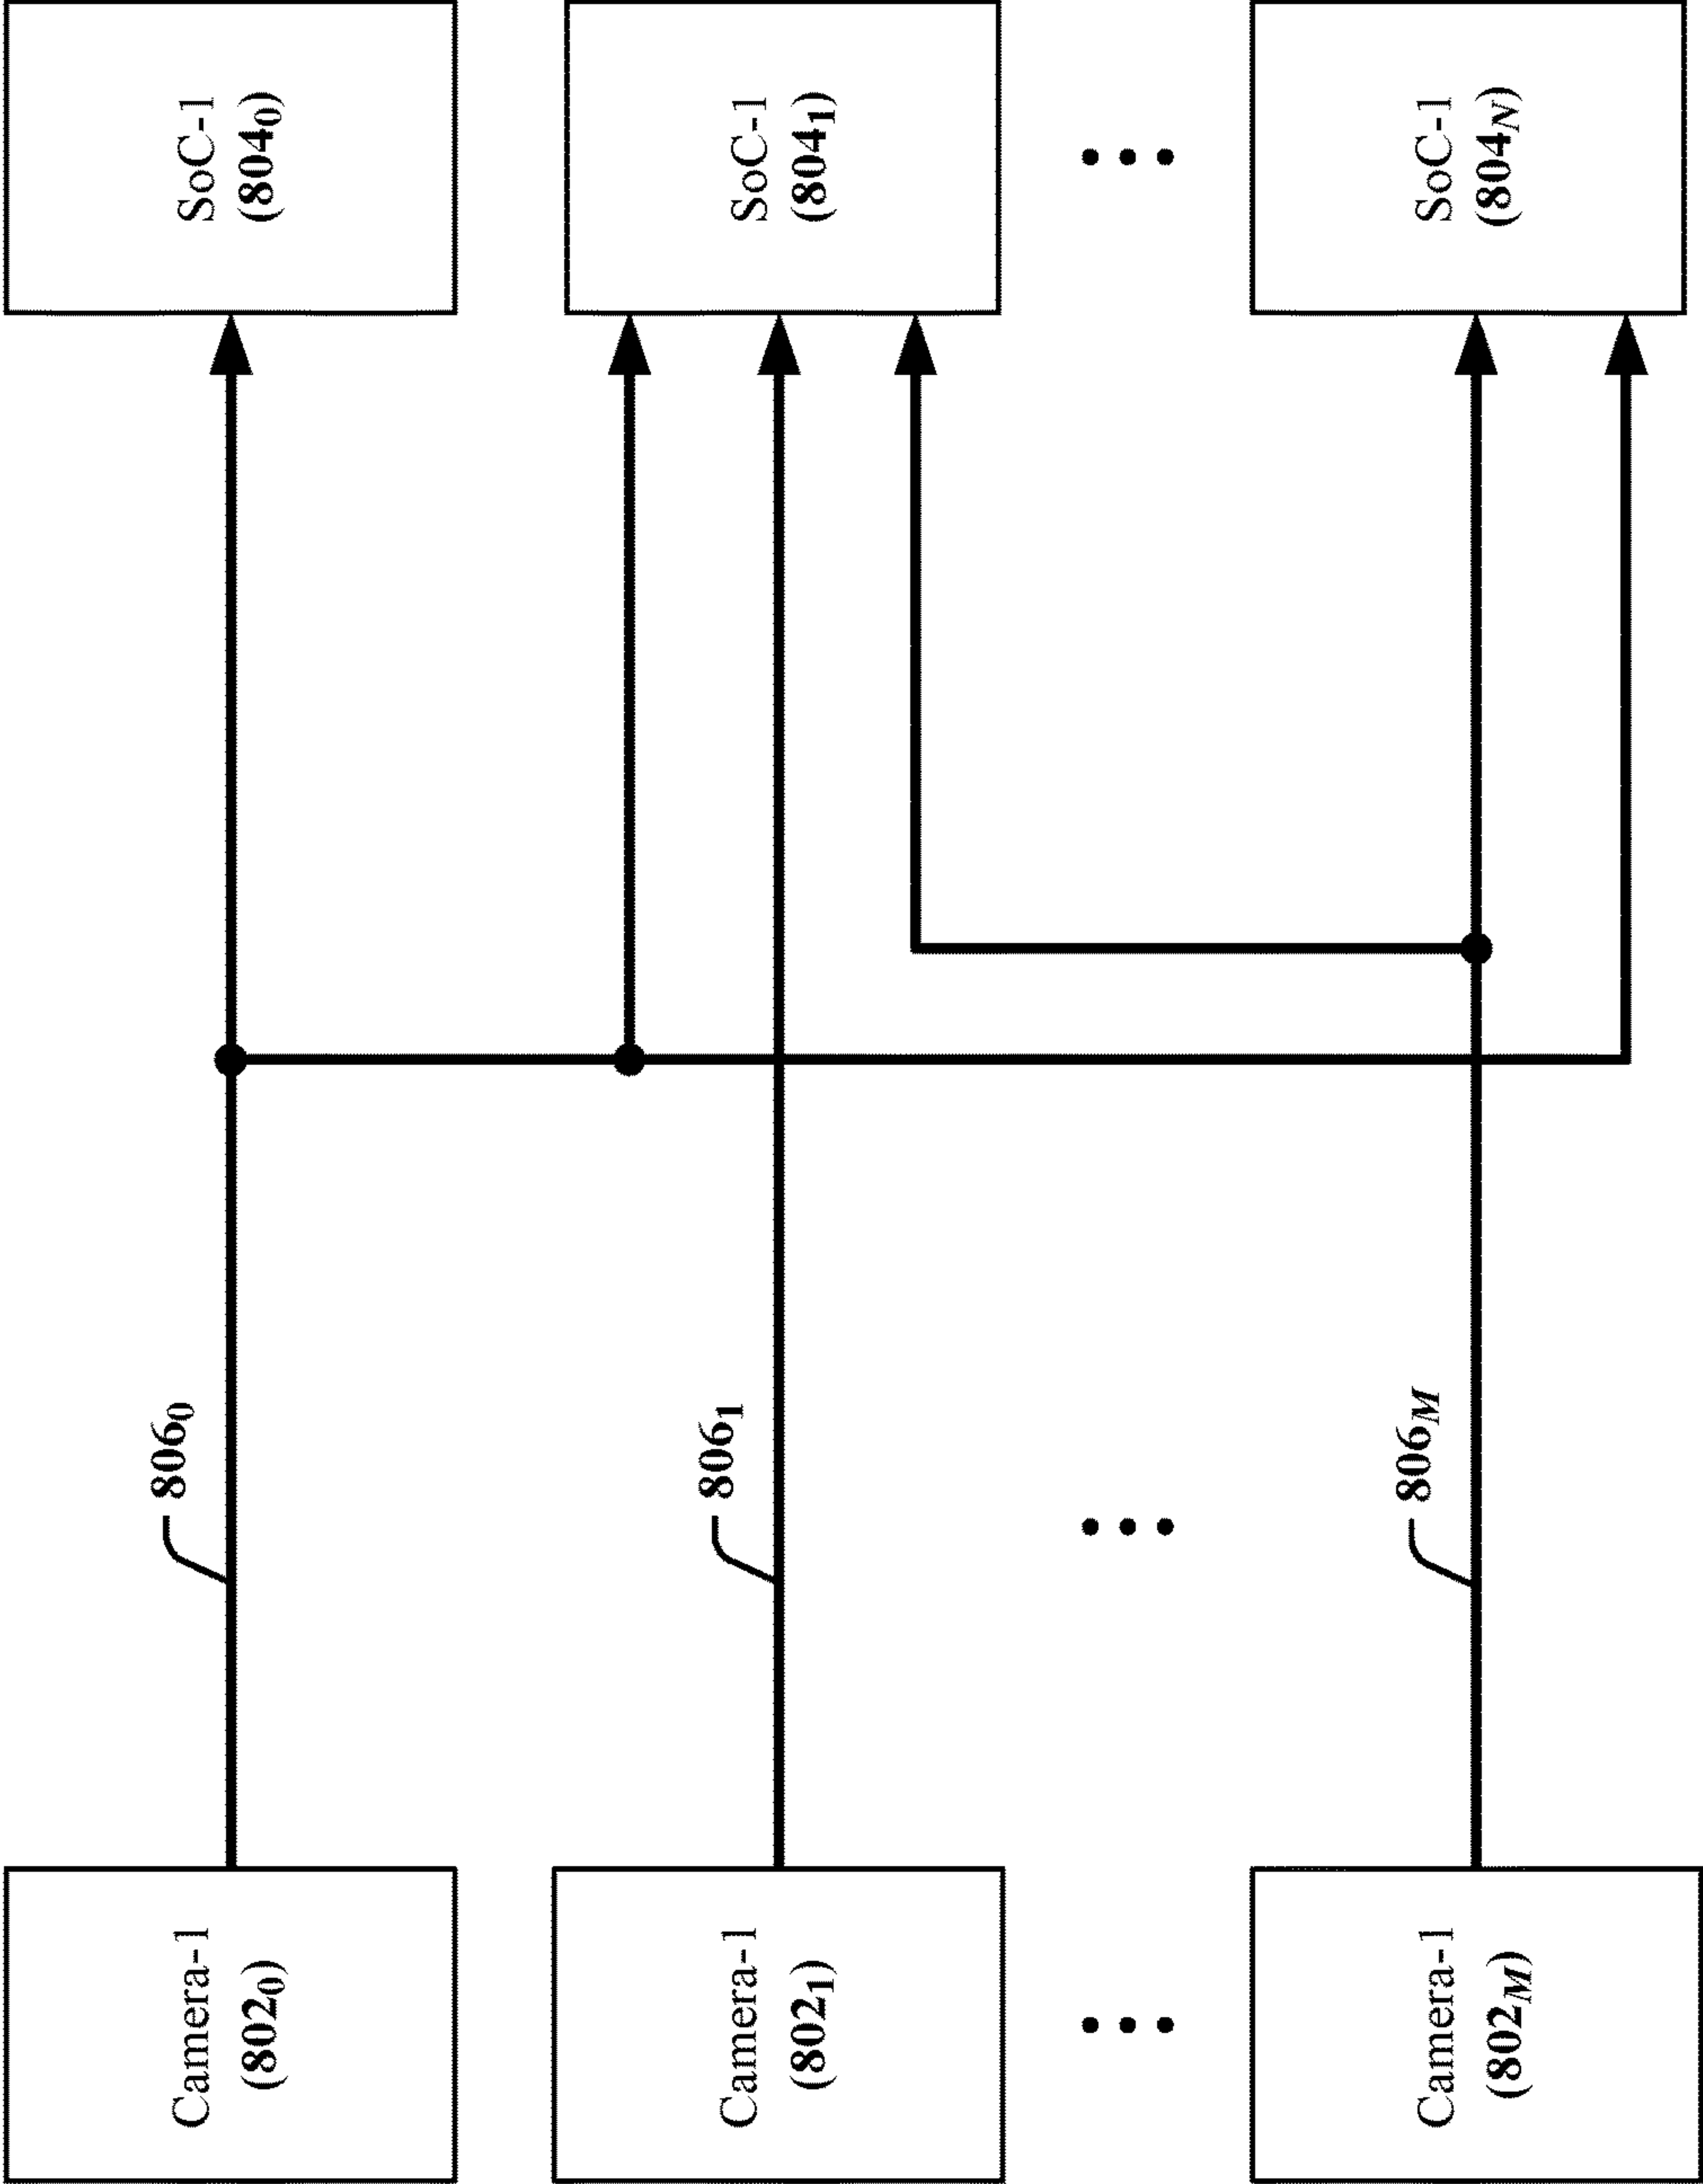 Camera-1
(802₀)
806₀
SoC-1
(804₀)
Camera-1
(802₁)
806₁
SoC-1
(804₁)
Camera-1
(802M)
806M
SoC-1
(804N)